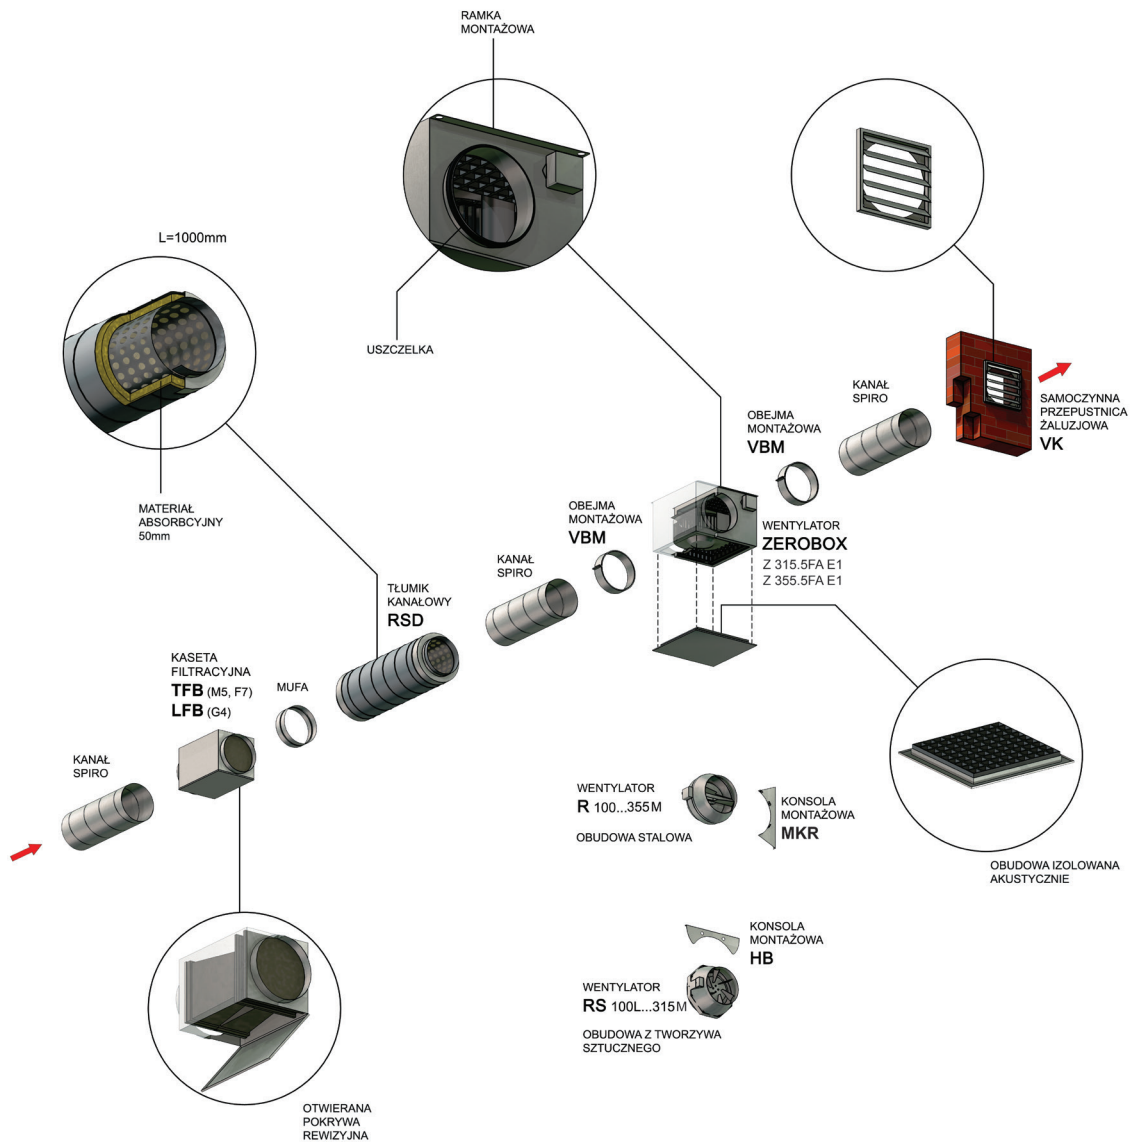 RAMKA
MONTAŻOWA
L=1000mm
USZCZELKA
MATERIAŁ
ABSORBCYJNY
50mm
KANAŁ
SPIRO
SAMOCZYNNA
PRZEPUSTNICA
ŻALUZJOWA
VK
OBEJMA
MONTAŻOWA
VBM
OBEJMA
MONTAŻOWA
VBM
WENTYLATOR
ZEROBOX
Z 315.5FA E1
Z 355.5FA E1
KANAŁ
SPIRO
TŁUMIK
KANAŁOWY
RSD
KASETA
FILTRACYJNA
TFB (M5, F7)
LFB (G4)
MUFA
KANAŁ
SPIRO
WENTYLATOR
R 100...355M
OBUDOWA STALOWA
KONSOLA
MONTAŻOWA
MKR
OBUDOWA IZOLOWANA
AKUSTYCZNIE
KONSOLA
MONTAŻOWA
HB
WENTYLATOR
RS 100L...315M
OBUDOWA Z TWORZYWA
SZTUCZNEGO
OTWIERANA
POKRYWA
REWIZYJNA